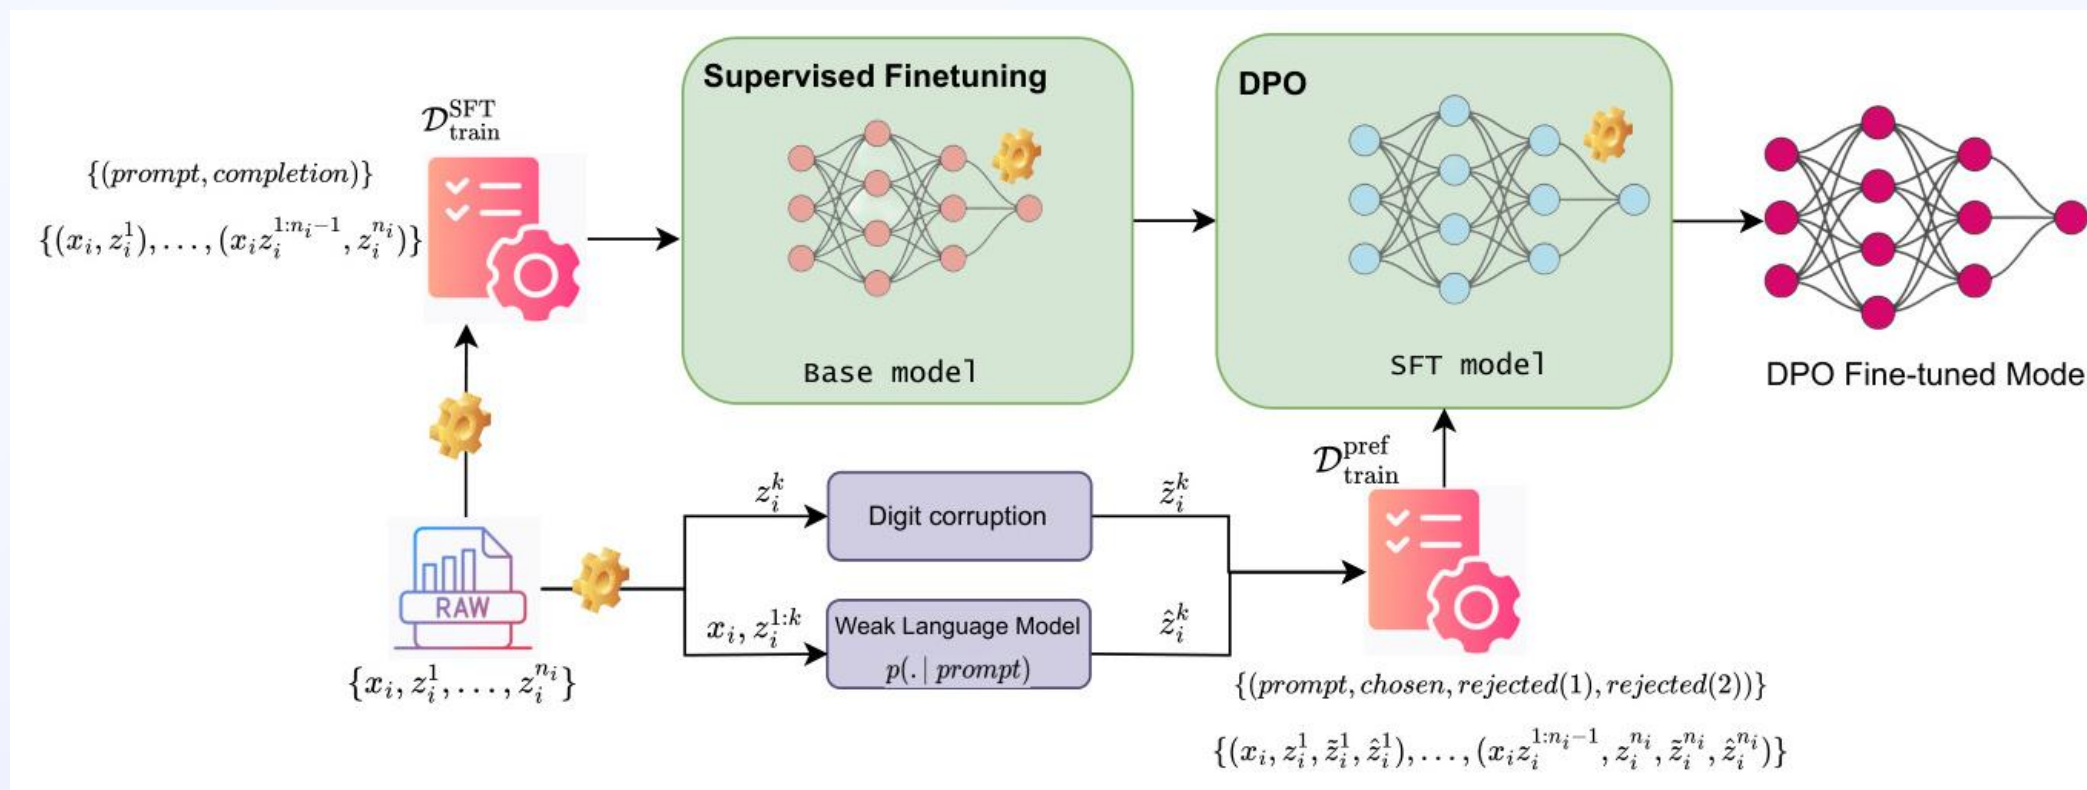 Supervised Finetuning
DPO
$\mathcal{D}_{\text{train}}^{\text{SFT}}$
$\{(prompt, completion)\}$
$\{(x_i, z_i^1), \ldots, (x_i z_i^{1:n_i-1}, z_i^{n_i})\}$
Base model
SFT model
DPO Fine-tuned Mode
$\mathcal{D}_{\text{train}}^{\text{pref}}$
$z_i^k$
Digit corruption
$\tilde{z}_i^k$
RAW
$x_i, z_i^{1:k}$
Weak Language Model
$p(. \mid prompt)$
$\hat{z}_i^k$
$\{x_i, z_i^1, \ldots, z_i^{n_i}\}$
$\{(prompt, chosen, rejected(1), rejected(2))\}$
$\{(x_i, z_i^1, \tilde{z}_i^1, \hat{z}_i^1), \ldots, (x_i z_i^{1:n_i-1}, z_i^{n_i}, \tilde{z}_i^{n_i}, \hat{z}_i^{n_i})\}$